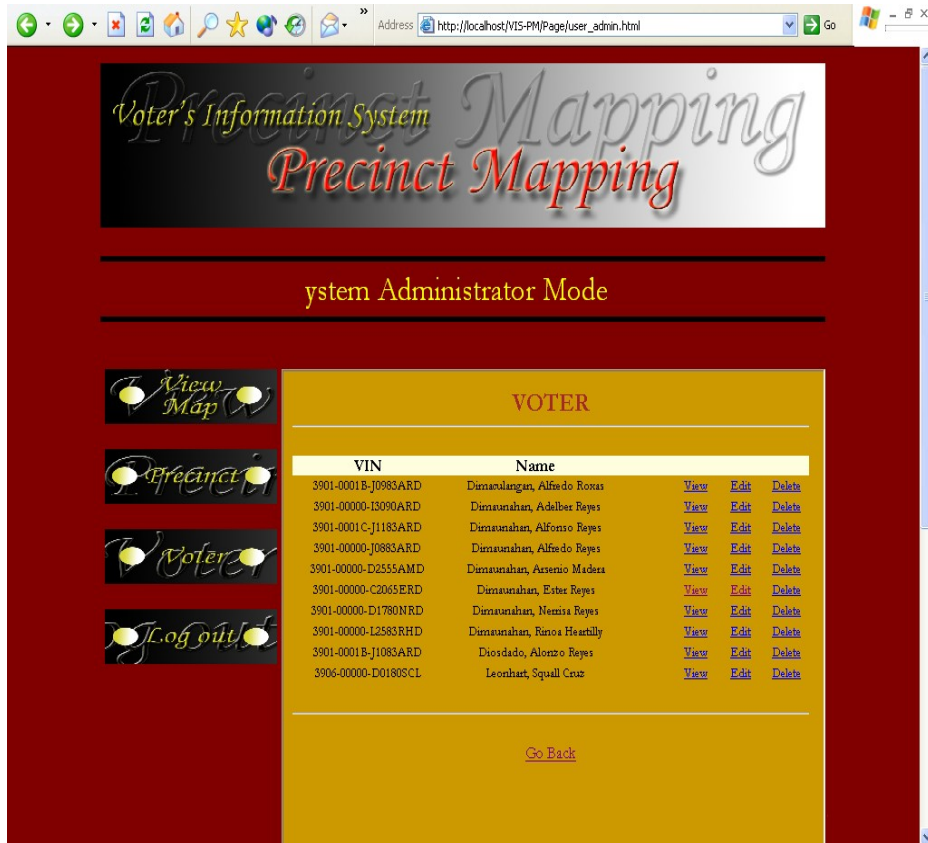 »
Address http://localhost/VIS-PM/Page/user_admin.html Go
Precinct Mapping
Voter's Information System
Precinct Mapping
ystem Administrator Mode
View
Map
Precinct
Voter
Log out
VOTER
VIN Name
3901-0001B-J0983ARD Dimaculangan, Alfredo Roxas View Edit Delete
3901-00000-I3090ARD Dimaunahan, Adelber Reyes View Edit Delete
3901-0001C-J1183ARD Dimaunahan, Alfonso Reyes View Edit Delete
3901-00000-J0883ARD Dimaunahan, Alfredo Reyes View Edit Delete
3901-00000-D2555AMD Dimaunahan, Arsenio Madera View Edit Delete
3901-00000-C2065ERD Dimaunahan, Ester Reyes View Edit Delete
3901-00000-D1780NRD Dimaunahan, Nerrisa Reyes View Edit Delete
3901-00000-L2583RHD Dimaunahan, Rinoa Heartilly View Edit Delete
3901-0001B-J1083ARD Diosdado, Alonzo Reyes View Edit Delete
3906-00000-D0180SCL Leonhart, Squall Cruz View Edit Delete
Go Back